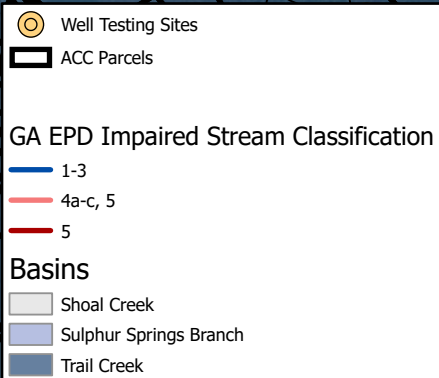 Well Testing Sites
ACC Parcels
GA EPD Impaired Stream Classification
1-3
4a-c, 5
5
Basins
Shoal Creek
Sulphur Springs Branch
Trail Creek